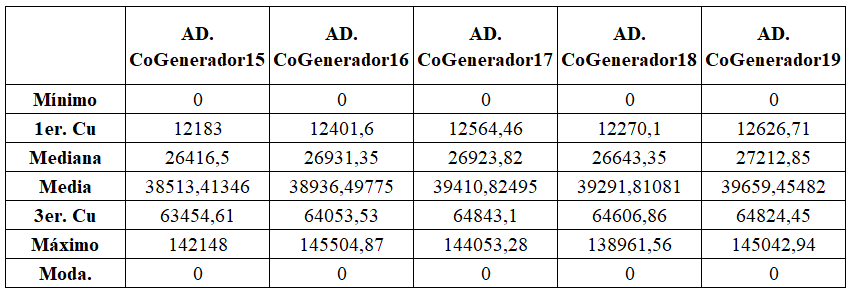 AD. CoGenerador15 AD. CoGenerador16 AD. CoGenerador17 AD. CoGenerador18 AD. CoGenerador19
Mínimo 0 0 0 0 0
1er. Cu 12183 12401,6 12564,46 12270,1 12626,71
Mediana 26416,5 26931,35 26923,82 26643,35 27212,85
Media 38513,41346 38936,49775 39410,82495 39291,81081 39659,45482
3er. Cu 63454,61 64053,53 64843,1 64606,86 64824,45
Máximo 142148 145504,87 144053,28 138961,56 145042,94
Moda. 0 0 0 0 0